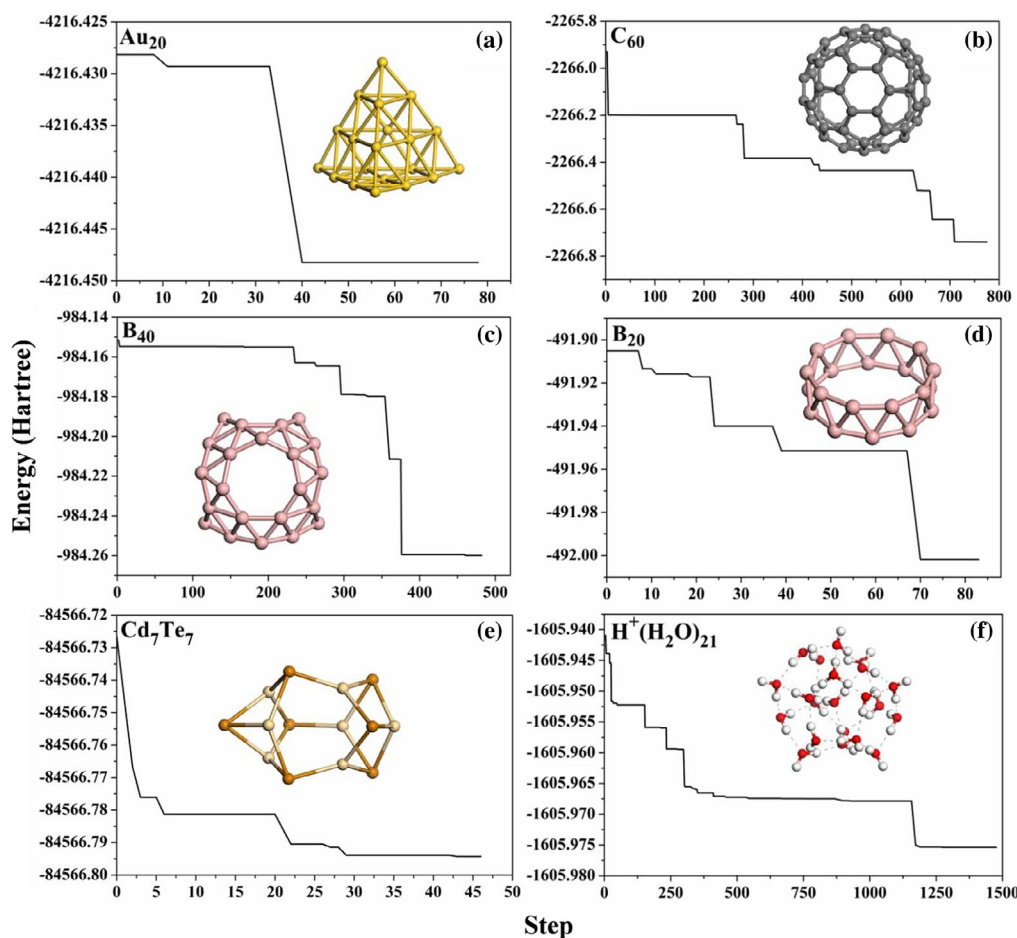 Energy (Hartree)
Au20
(a)
-4216.425
-4216.430
-4216.435
-4216.440
-4216.445
-4216.450
0 10 20 30 40 50 60 70 80
C60
(b)
-2265.8
-2266.0
-2266.2
-2266.4
-2266.6
-2266.8
0 100 200 300 400 500 600 700 800
B40
(c)
-984.14
-984.16
-984.18
-984.20
-984.22
-984.24
-984.26
0 100 200 300 400 500
B20
(d)
-491.90
-491.92
-491.94
-491.96
-491.98
-492.00
0 10 20 30 40 50 60 70 80
Cd7Te7
(e)
-84566.72
-84566.73
-84566.74
-84566.75
-84566.76
-84566.77
-84566.78
-84566.79
-84566.80
0 5 10 15 20 25 30 35 40 45 50
H+(H2O)21
(f)
-1605.940
-1605.945
-1605.950
-1605.955
-1605.960
-1605.965
-1605.970
-1605.975
-1605.980
0 250 500 750 1000 1250 1500
Step